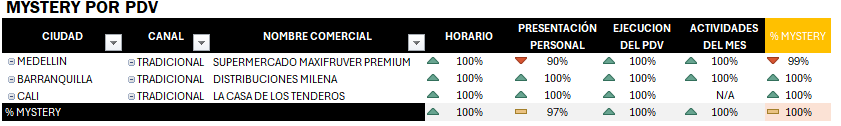 MYSTERY POR PDV
CIUDAD CANAL NOMBRE COMERCIAL HORARIO PRESENTACIÓN PERSONAL EJECUCION DEL PDV ACTIVIDADES DEL MES % MYSTERY
MEDELLIN TRADICIONAL SUPERMERCADO MAXIFRUVER PREMIUM 100% 90% 100% 100% 99%
BARRANQUILLA TRADICIONAL DISTRIBUCIONES MILENA 100% 100% 100% 100% 100%
CALI TRADICIONAL LA CASA DE LOS TENDEROS 100% 100% 100% N/A 100%
% MYSTERY 100% 97% 100% 100% 100%